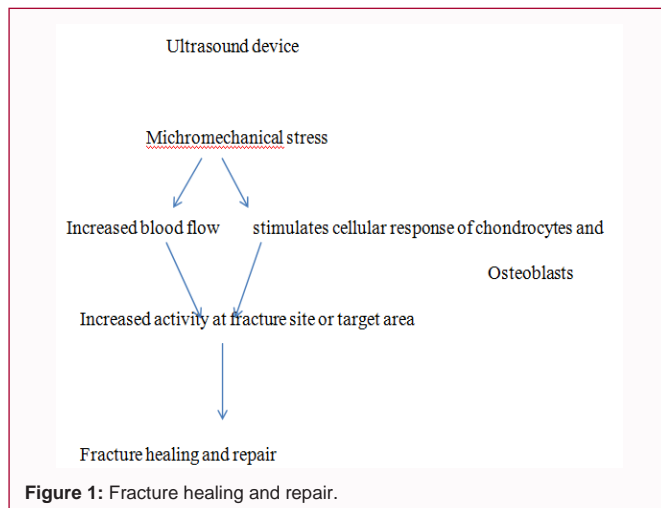 Ultrasound device
Michromechanical stress
Increased blood flow stimulates cellular response of chondrocytes and
Osteoblasts
Increased activity at fracture site or target area
Fracture healing and repair
Figure 1: Fracture healing and repair.